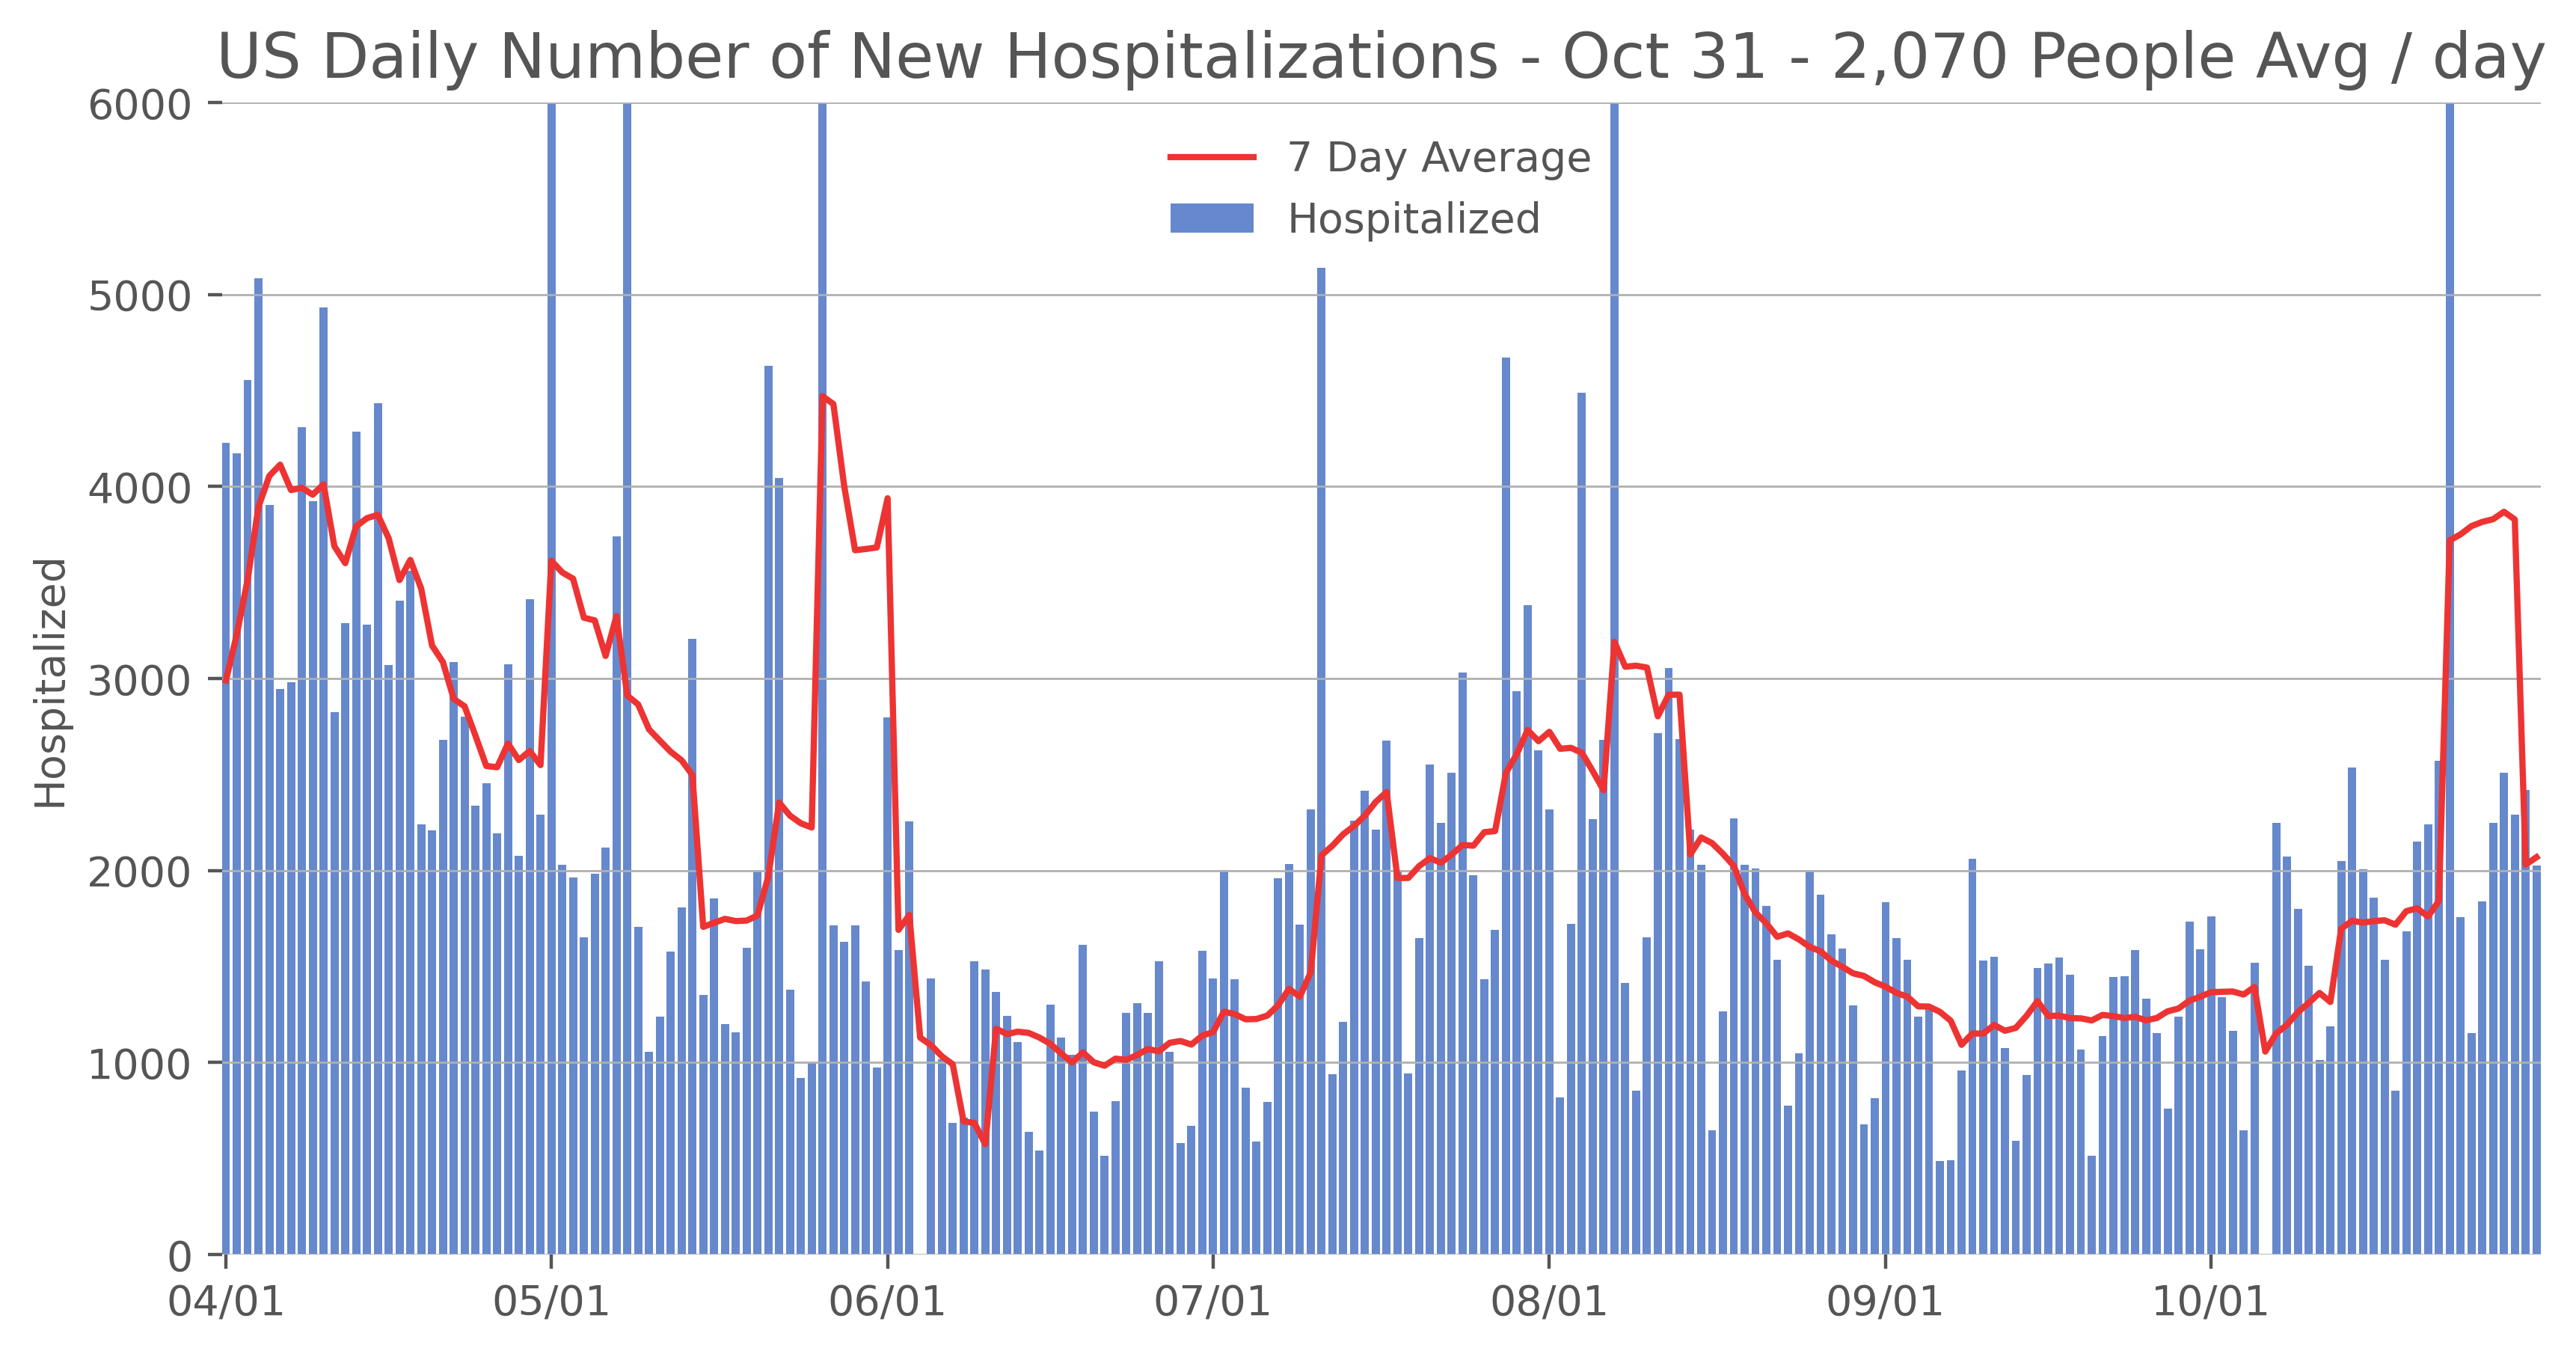 US Daily Number of New Hospitalizations - Oct 31 - 2,070 People Avg / day
6000
7 Day Average
Hospitalized
5000
4000
3000
2000
1000
0
Hospitalized
04/01 05/01 06/01 07/01 08/01 09/01 10/01